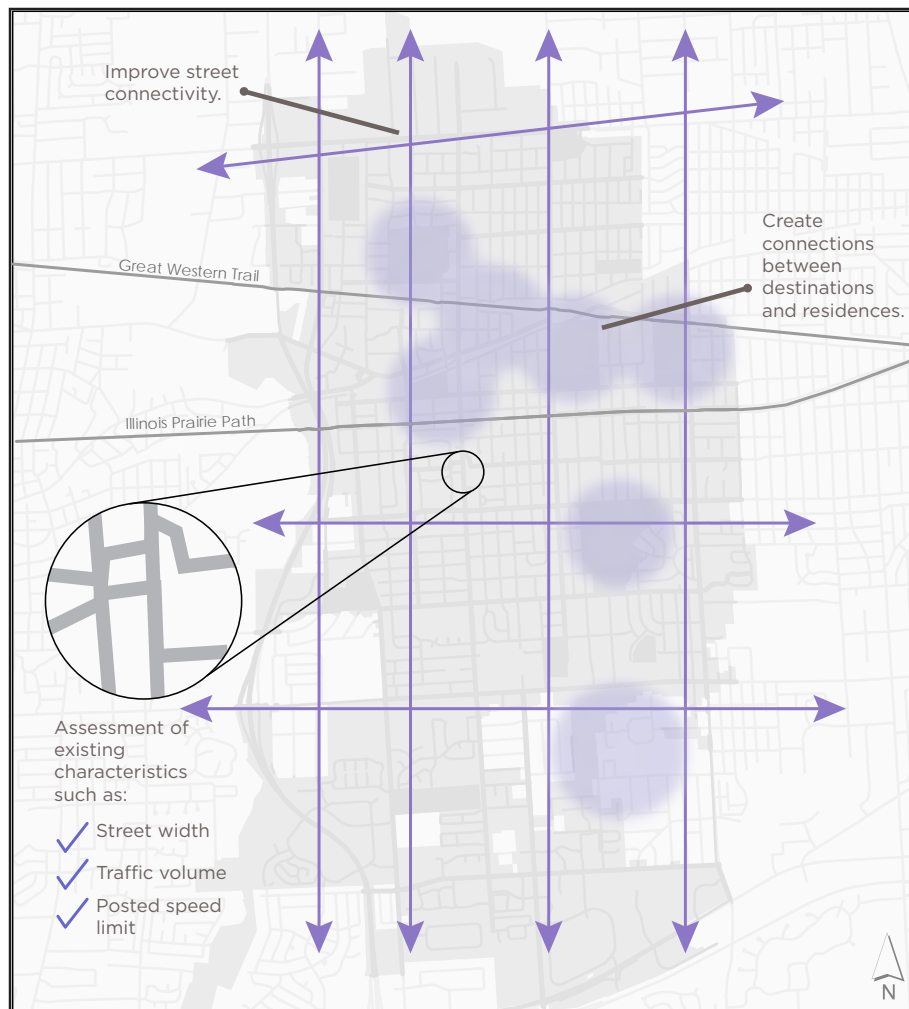 Improve street
connectivity.
Create
connections
between
destinations
and residences.
Great Western Trail
Illinois Prairie Path
Assessment of
existing
characteristics
such as:
Street width
Traffic volume
Posted speed
limit
N